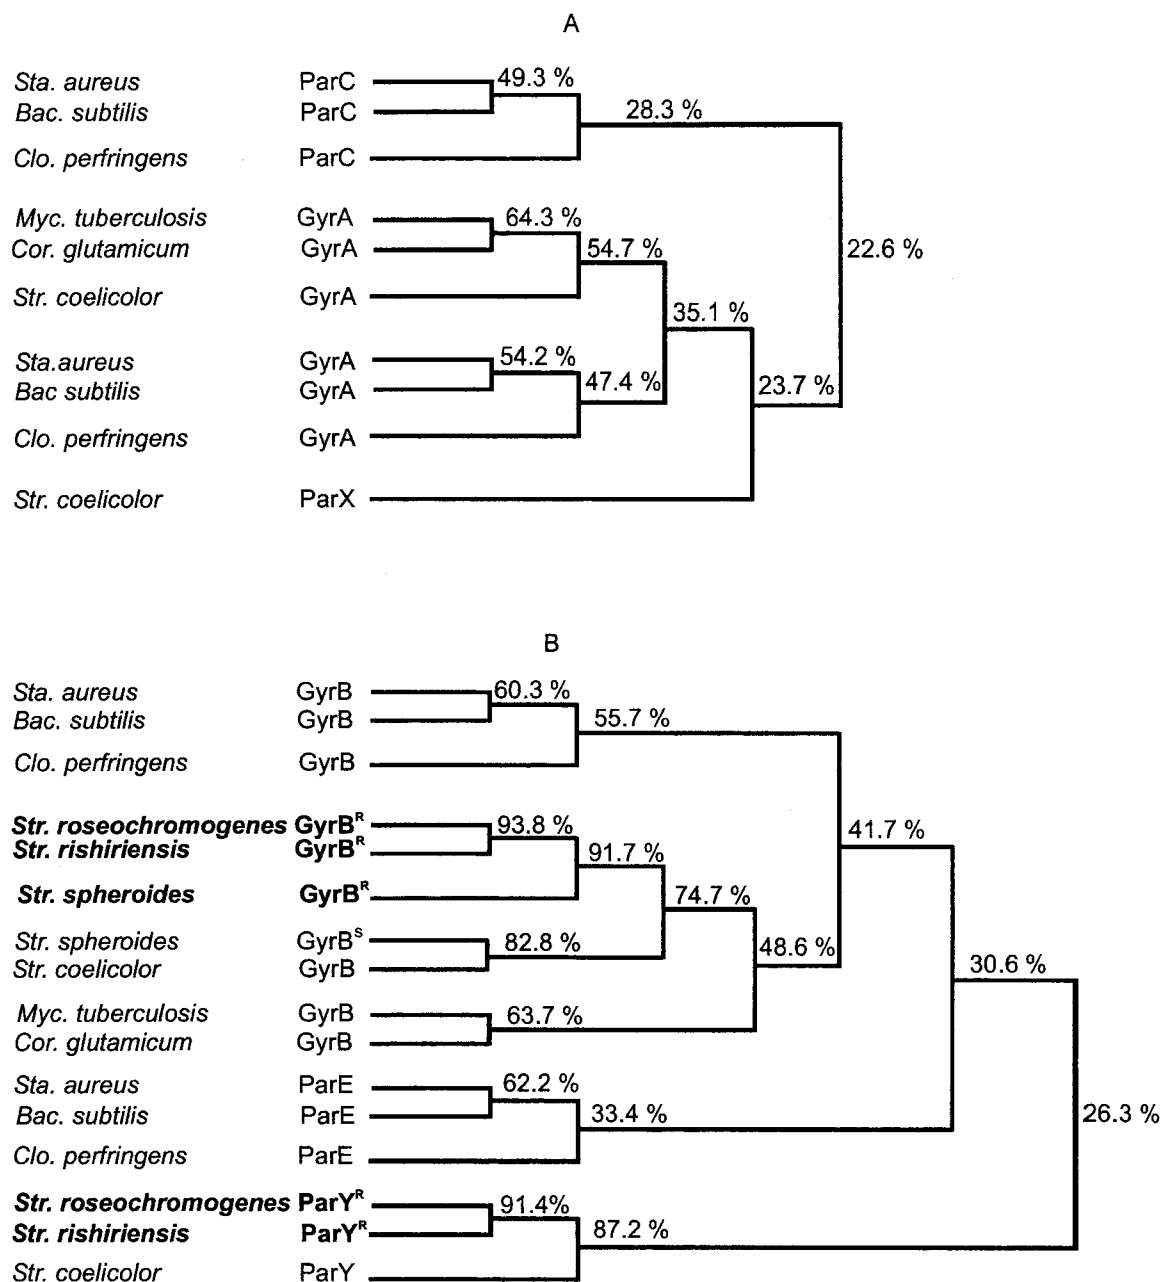 A
Sta. aureus ParC 49.3 %
Bac. subtilis ParC 28.3 %
Clo. perfringens ParC
Myc. tuberculosis GyrA 64.3 %
Cor. glutamicum GyrA 54.7 % 22.6 %
Str. coelicolor GyrA 35.1 %
Sta.aureus GyrA 54.2 %
Bac subtilis GyrA 47.4 % 23.7 %
Clo. perfringens GyrA
Str. coelicolor ParX
B
Sta. aureus GyrB 60.3 %
Bac. subtilis GyrB 55.7 %
Clo. perfringens GyrB
Str. roseochromogenes GyrBR 93.8 % 41.7 %
Str. rishiriensis GyrBR 91.7 %
Str. spheroides GyrBR 74.7 %
Str. spheroides GyrBS 82.8 % 48.6 %
Str. coelicolor GyrB 30.6 %
Myc. tuberculosis GyrB 63.7 %
Cor. glutamicum GyrB
Sta. aureus ParE 62.2 %
Bac. subtilis ParE 33.4 % 26.3 %
Clo. perfringens ParE
Str. roseochromogenes ParYR 91.4%
Str. rishiriensis ParYR 87.2 %
Str. coelicolor ParY